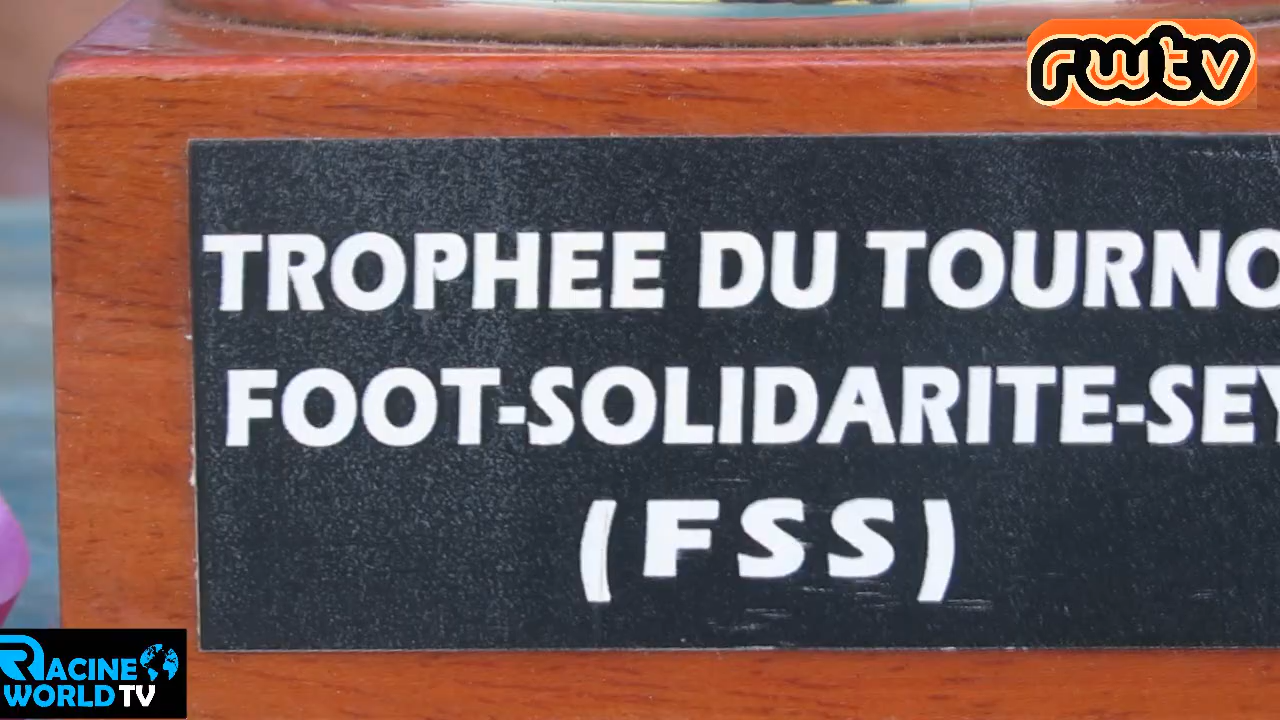 rwtv
TROPHEE DU TOURNO
FOOT-SOLIDARITE-SEY
(FSS)
RACINE
WORLD TV